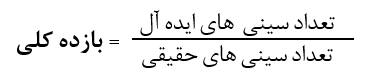 بازده کلی = تعداد سینی های ایده آل
تعداد سینی های حقیقی